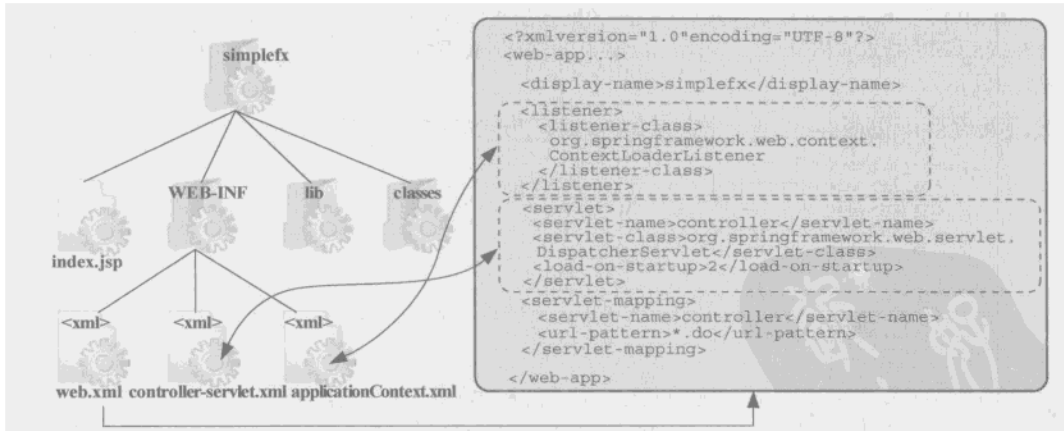 simplefx
WEB-INF
lib
classes
index.jsp
<xml>
<xml>
<xml>
web.xml
controller-servlet.xml
applicationContext.xml
<?xmlversion="1.0"encoding="UTF-8"?>
<web-app...>
<display-name>simplefx</display-name>
<listener>
<listener-class>
org.springframework.web.context.
ContextLoaderListener
</listener-class>
</listener>
<servlet>
<servlet-name>controller</servlet-name>
<servlet-class>org.springframework.web.servlet.
DispatcherServlet</servlet-class>
<load-on-startup>2</load-on-startup>
</servlet>
<servlet-mapping>
<servlet-name>controller</servlet-name>
<url-pattern>*.do</url-pattern>
</servlet-mapping>
</web-app>